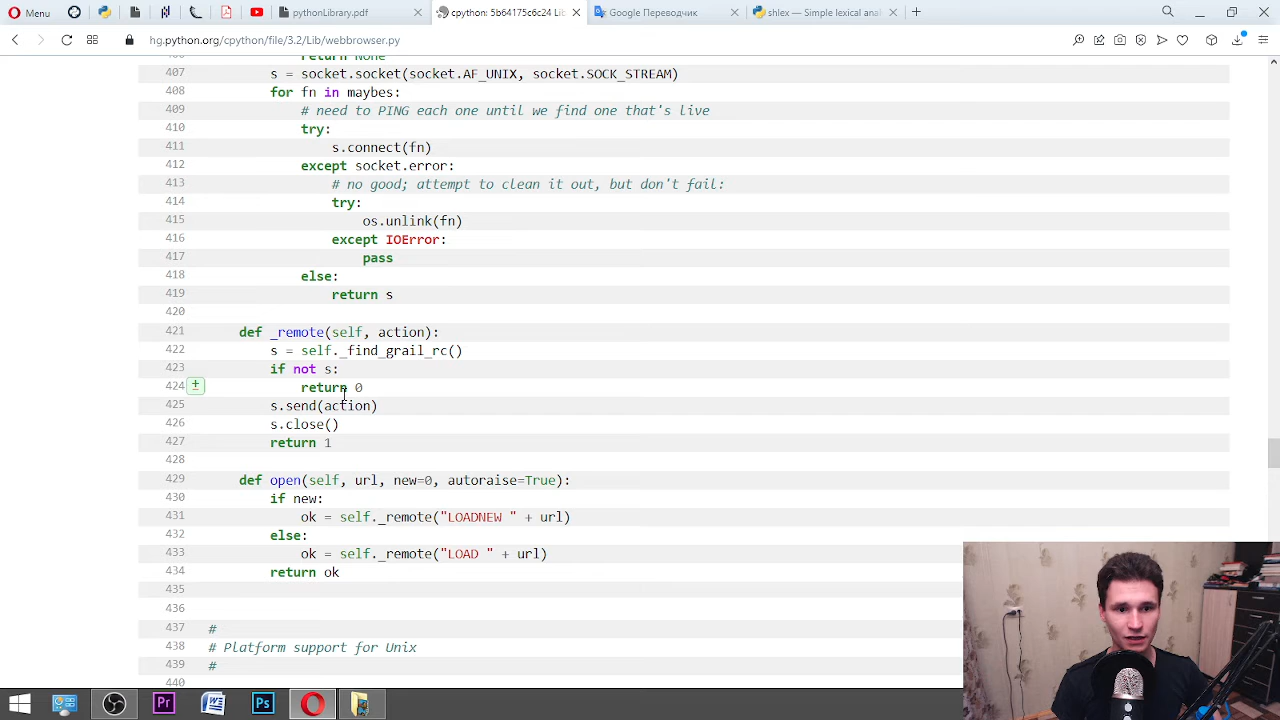 Menu
pythonLibrary.pdf
cpython: 5b64175c6c24 Lib
Google Переводчик
shlex — Simple lexical anal
hg.python.org/cpython/file/3.2/Lib/webbrowser.py
return None
407 s = socket.socket(socket.AF_UNIX, socket.SOCK_STREAM)
408 for fn in maybes:
409 # need to PING each one until we find one that's live
410 try:
411 s.connect(fn)
412 except socket.error:
413 # no good; attempt to clean it out, but don't fail:
414 try:
415 os.unlink(fn)
416 except IOError:
417 pass
418 else:
419 return s
420
421 def _remote(self, action):
422 s = self._find_grail_rc()
423 if not s:
424 return 0
425 s.send(action)
426 s.close()
427 return 1
428
429 def open(self, url, new=0, autoraise=True):
430 if new:
431 ok = self._remote("LOADNEW " + url)
432 else:
433 ok = self._remote("LOAD " + url)
434 return ok
435
436
437 #
438 # Platform support for Unix
439 #
440
Pr
Ps